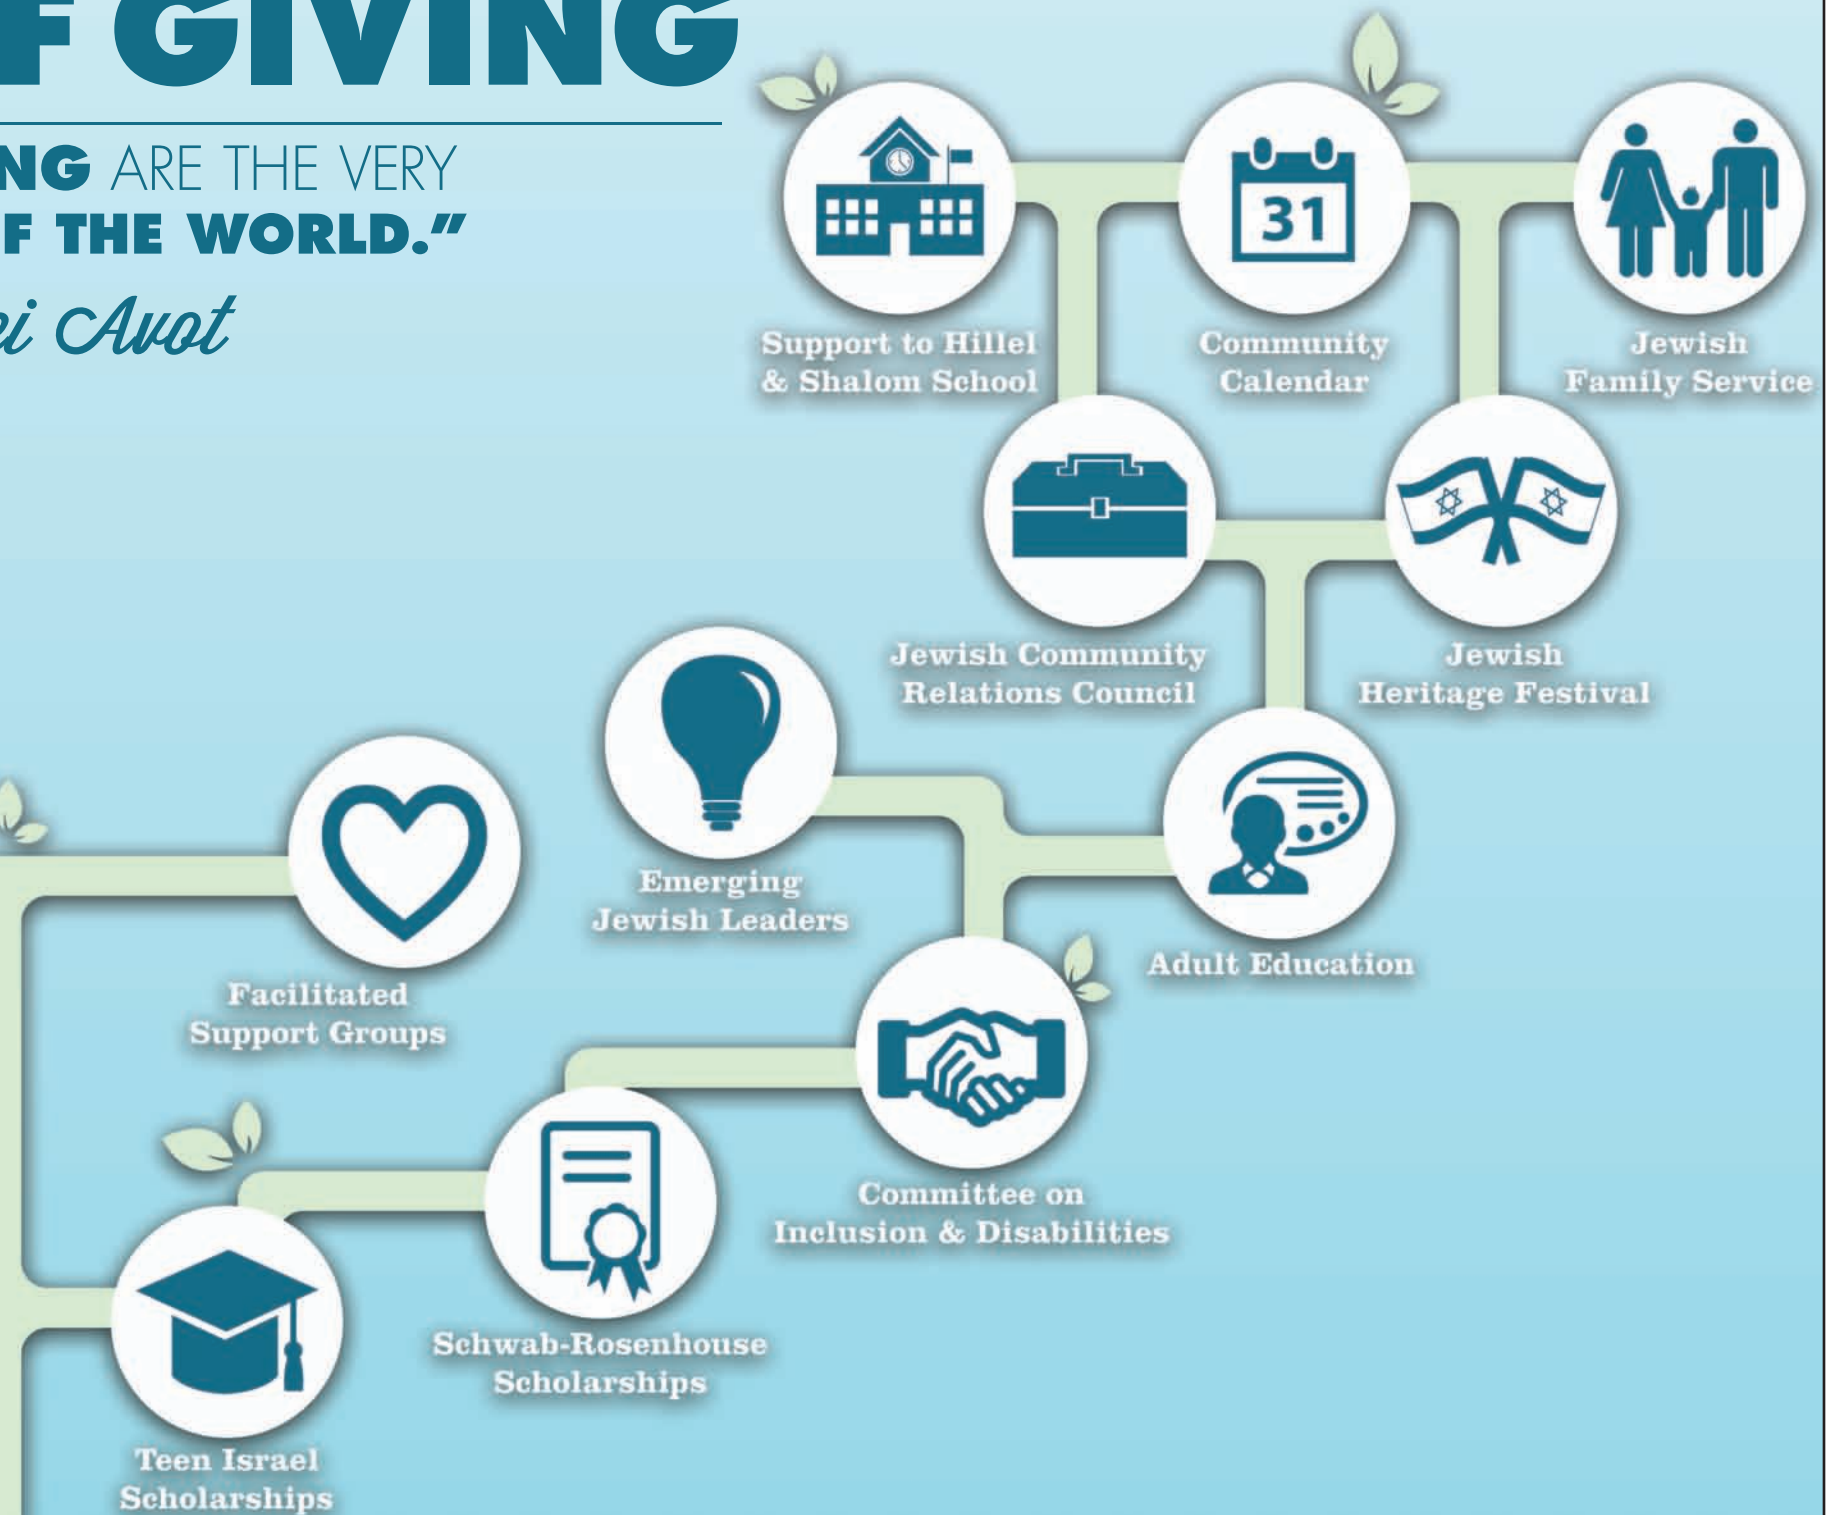 F GIVING
NG ARE THE VERY
F THE WORLD.”
ei Avot
Support to Hillel
& Shalom School
31
Community
Calendar
Jewish
Family Service
Jewish Community
Relations Council
Jewish
Heritage Festival
Emerging
Jewish Leaders
Adult Education
Facilitated
Support Groups
Committee on
Inclusion & Disabilities
Schwab-Rosenhouse
Scholarships
Teen Israel
Scholarships